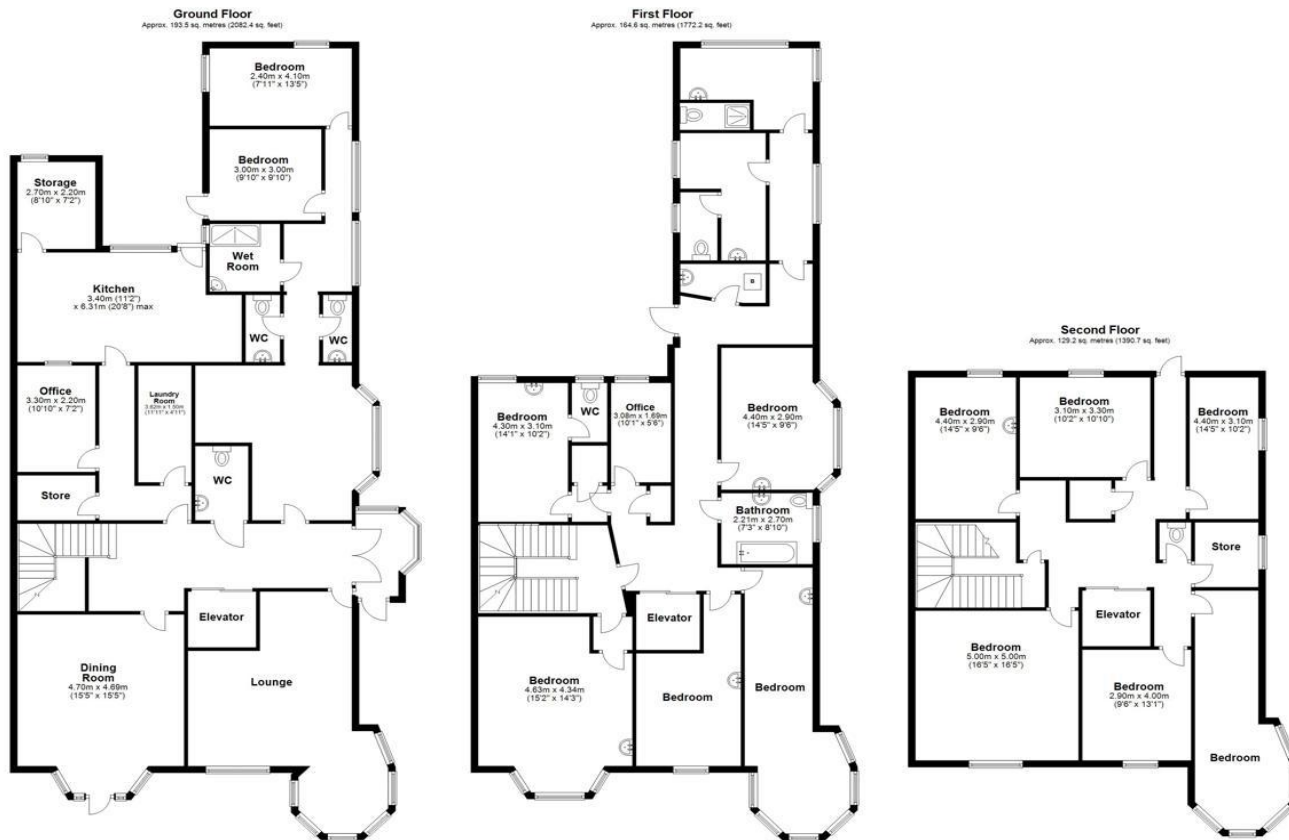 Ground Floor
Approx. 193.5 sq. metres (2082.4 sq. feet)
Bedroom
2.40m x 4.10m
(7'11" x 13'5")
Bedroom
3.00m x 3.00m
(9'10" x 9'10")
Storage
2.70m x 2.20m
(8'10" x 7'2")
Wet
Room
Kitchen
3.40m (11'2")
x 6.31m (20'8") max
WC
WC
Office
3.30m x 2.20m
(10'10" x 7'2")
Laundry
Room
3.62m x 1.50m
(11'11" x 4'11")
WC
Store
Elevator
Dining
Room
4.70m x 4.69m
(15'5" x 15'5")
Lounge
First Floor
Approx. 164.6 sq. metres (1772.2 sq. feet)
Bedroom
4.30m x 3.10m
(14'1" x 10'2")
WC
Office
3.08m x 1.69m
(10'1" x 5'6")
Bedroom
4.40m x 2.90m
(14'5" x 9'6")
Bathroom
2.21m x 2.70m
(7'3" x 8'10")
Elevator
Bedroom
4.63m x 4.34m
(15'2" x 14'3")
Bedroom
Bedroom
Second Floor
Approx. 129.2 sq. metres (1390.7 sq. feet)
Bedroom
4.40m x 2.90m
(14'5" x 9'6")
Bedroom
3.10m x 3.30m
(10'2" x 10'10")
Bedroom
4.40m x 3.10m
(14'5" x 10'2")
Store
Elevator
Bedroom
5.00m x 5.00m
(16'5" x 16'5")
Bedroom
2.90m x 4.00m
(9'6" x 13'1")
Bedroom